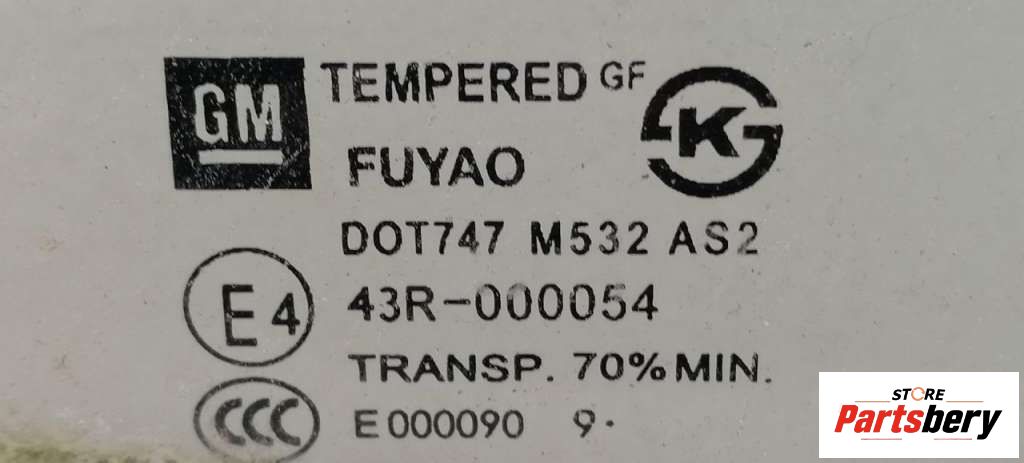 GM TEMPERED GF
K
FUYAO
DOT747 M532 AS2
E4 43R-000054
TRANSP. 70% MIN.
CCC E000090 9.
STORE
Partsbery